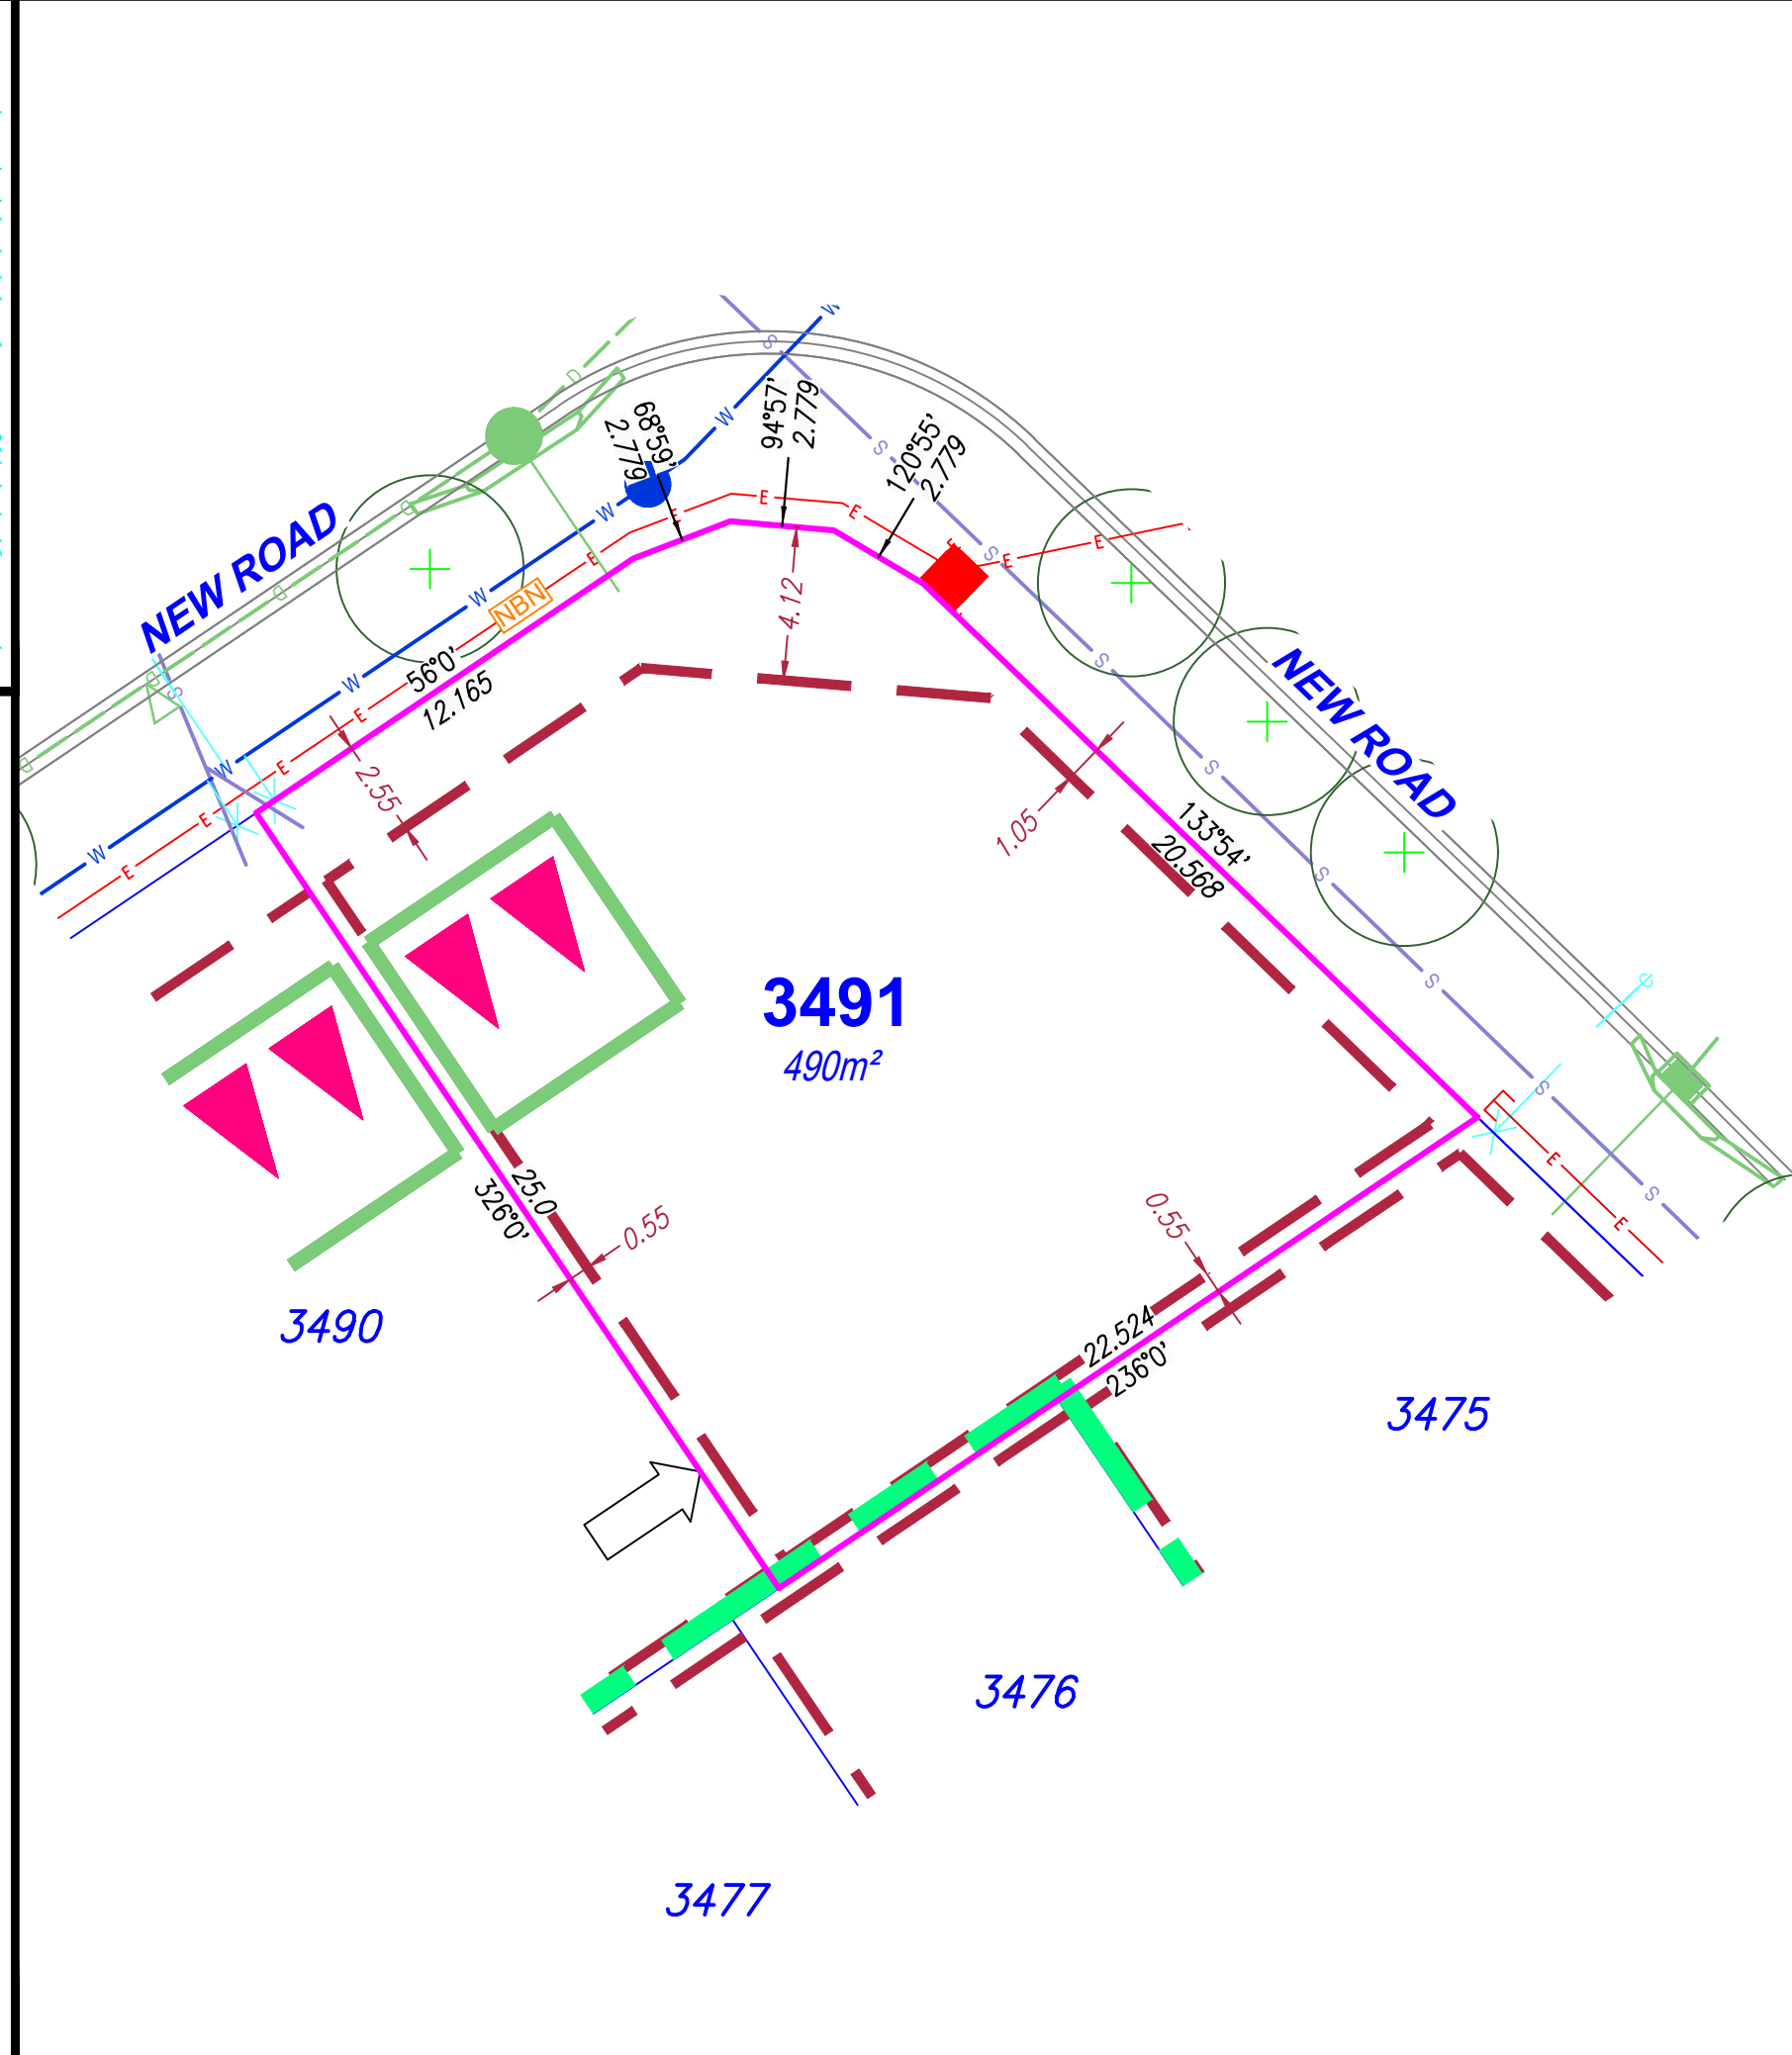 W
S
D
68°59'
2.779
94°57'
2.779
120°55'
2.779
W
S
D
W
E
E
E
E
S
E
E
E
NEW ROAD
D
E
NBN
W
4.12
D
56°0'
12.165
W
S
NEW ROAD
D
S
E
2.55
W
E
S
D
E
W
E
1.05
133°54'
20.568
S
3491
490m²
S
S
3490
25.0
326°0'
0.55
0.55
E
S
E
22.524
236°0'
3475
3476
3477